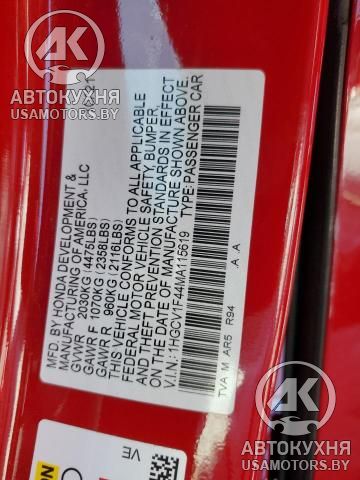 MFD. BY HONDA DEVELOPMENT &
MANUFACTURING OF AMERICA, LLC
GVWR 2030KG (4475LBS)
GAWR F 1070KG (2358LBS)
GAWR R 960KG (2116LBS)
THIS VEHICLE CONFORMS TO ALL APPLICABLE
FEDERAL MOTOR VEHICLE SAFETY, BUMPER,
AND THEFT PREVENTION STANDARDS IN EFFECT
ON THE DATE OF MANUFACTURE SHOWN ABOVE.
V.I.N.: 1HGCV1F44MA115619 TYPE: PASSENGER CAR
TVA M AR5 R94 .A .A
VE
AK
АВТОКУХНЯ
USAMOTORS.BY
AK
АВТОКУХНЯ
USAMOTORS.BY